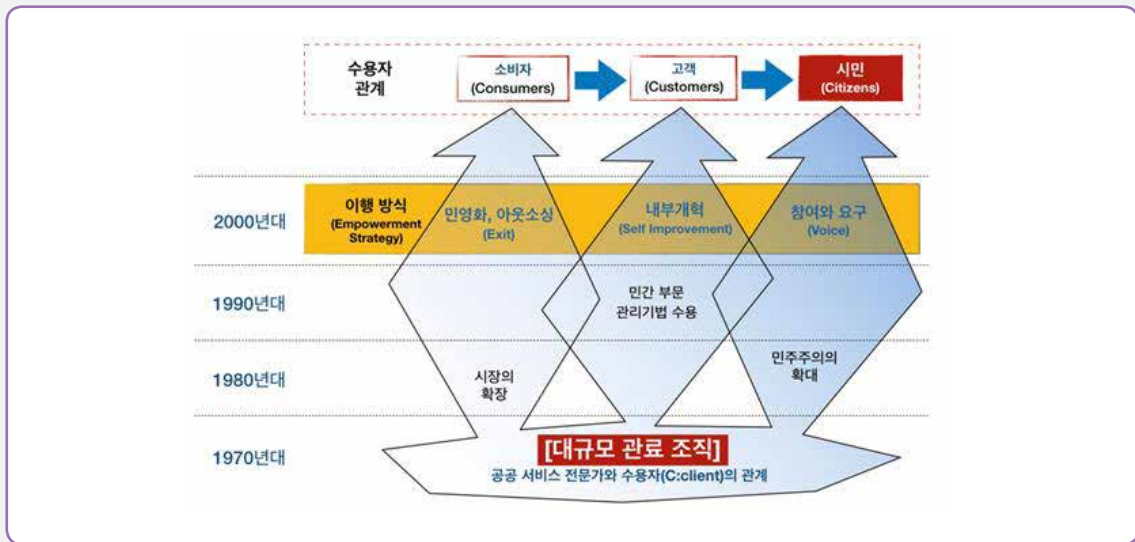 수용자
관계
소비자
(Consumers)
고객
(Customers)
시민
(Citizens)
2000년대
이행 방식
(Empowerment
Strategy)
민영화, 아웃소싱
(Exit)
내부개혁
(Self Improvement)
참여와 요구
(Voice)
1990년대
민간 부문
관리기법 수용
1980년대
시장의
확장
민주주의의
확대
1970년대
[대규모 관료 조직]
공공 서비스 전문가와 수용자(C:client)의 관계